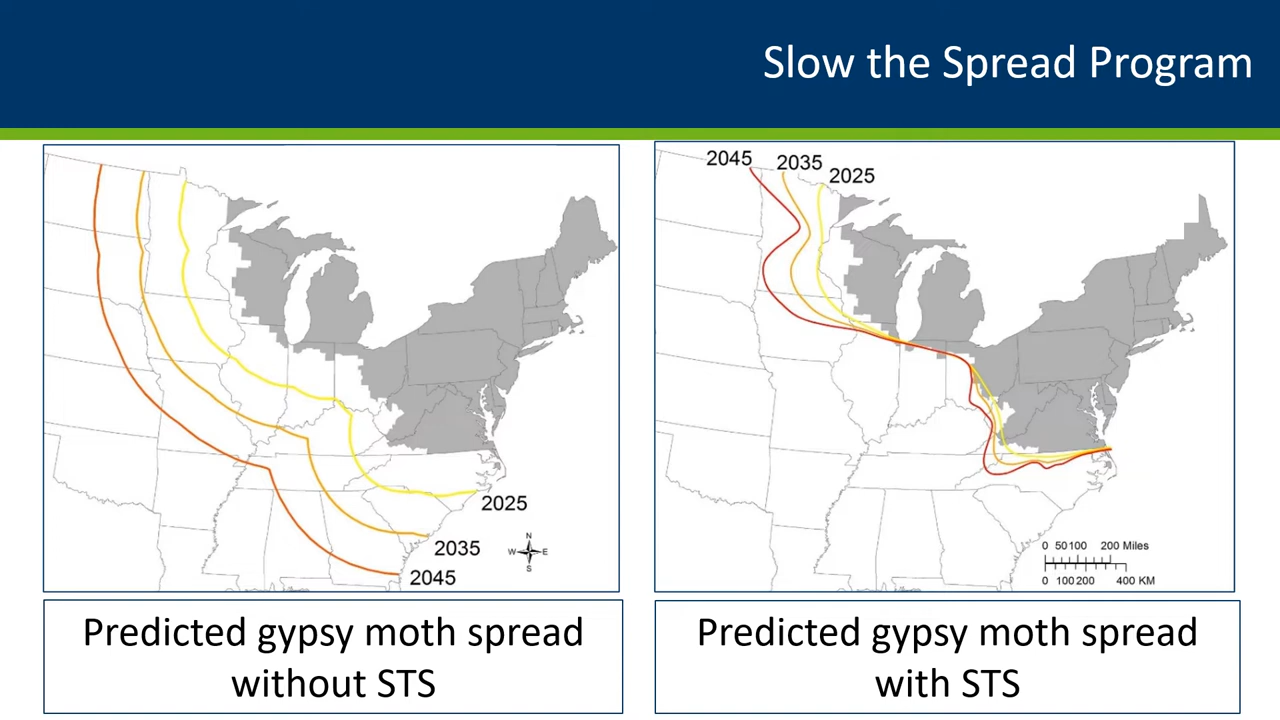 Slow the Spread Program
2025
2035
2045
N
W E
S
Predicted gypsy moth spread
without STS
2045
2035
2025
0 50 100 200 Miles
0 100 200 400 KM
Predicted gypsy moth spread
with STS